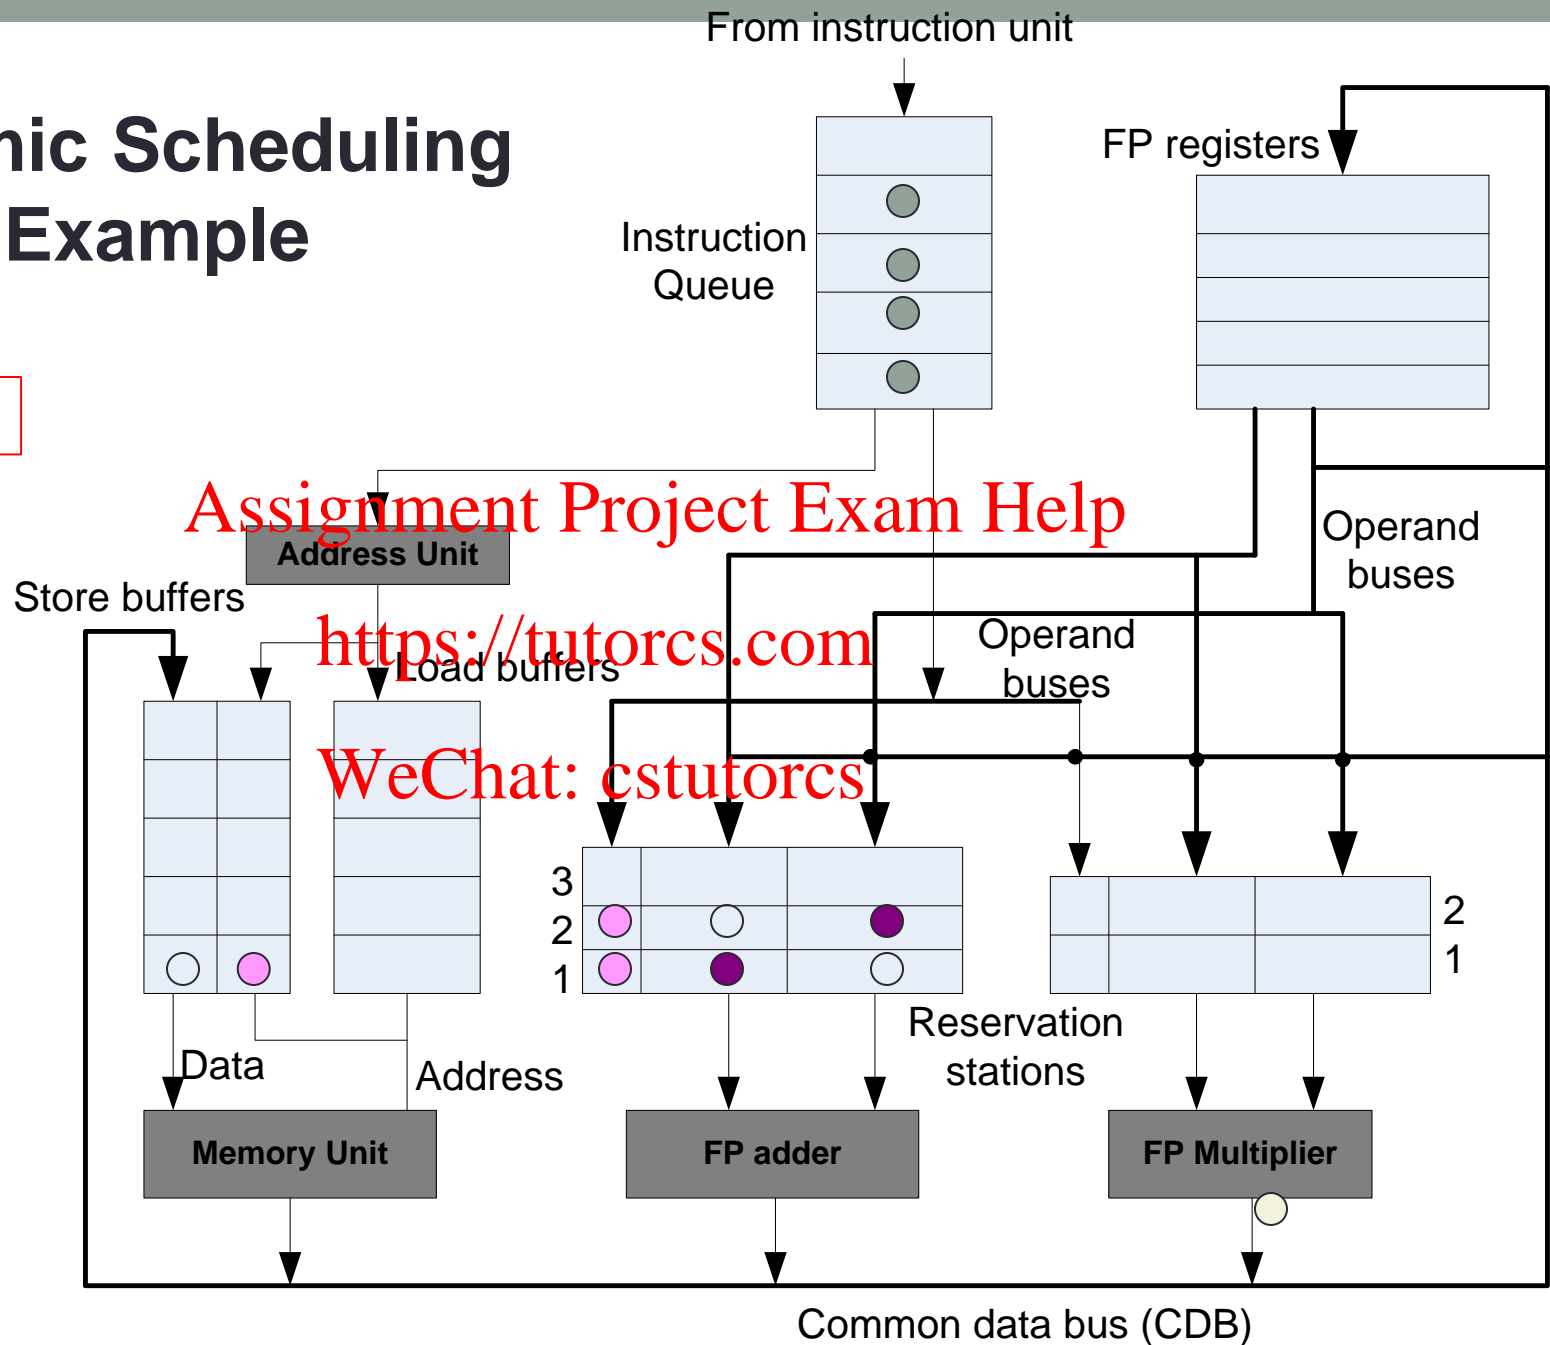 From instruction unit
Scheduling
Example
FP registers
Instruction
Queue
Assignment Project Exam Help
Address Unit
Operand
buses
Store buffers
https://tutorcs.com
Load buffers
Operand
buses
WeChat: cstutorcs
3
2
1
2
1
Reservation
stations
Data
Address
Memory Unit
FP adder
FP Multiplier
Common data bus (CDB)